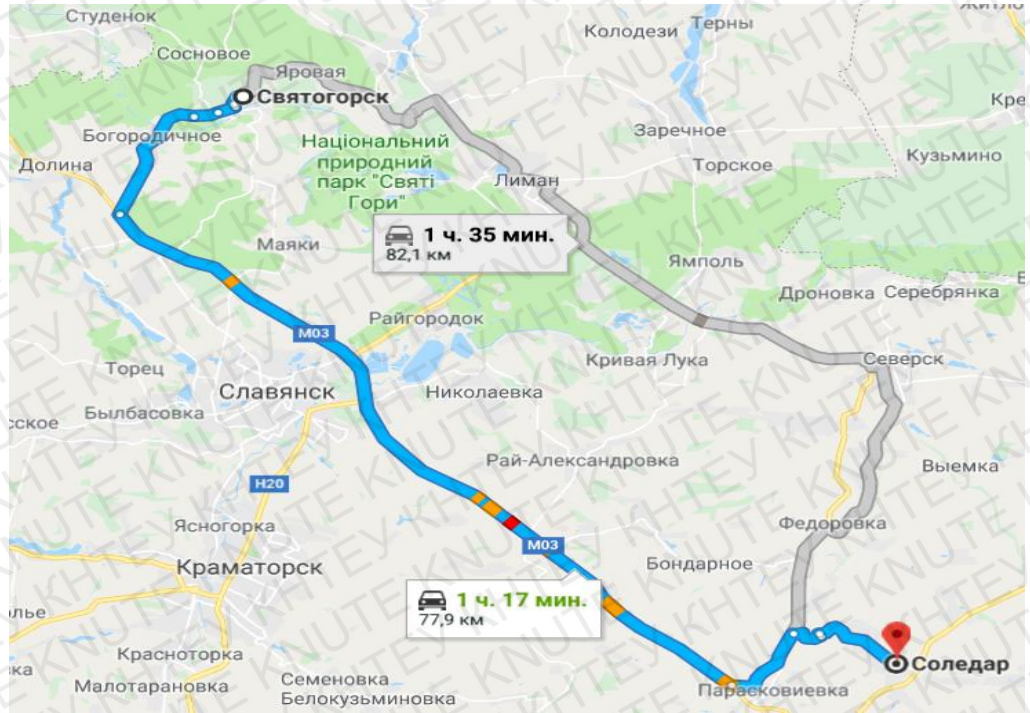 Студенок
Колодези
Терны
Сосновое
Яровая
Святогорск
Богородичное
Заречное
Кре
Долина
Національний
природний
парк "Святі
Гори"
Торское
Кузьмино
Лиман
Маяки
1 ч. 35 мин.
82,1 км
Ямполь
Дроновка
Серебрянка
Райгородок
M03
Торец
Кривая Лука
Северск
Славянск
Николаевка
Былбасовка
сское
Рай-Александровка
Выемка
H20
Ясногорка
Федоровка
M03
Краматорск
Бондарное
1 ч. 17 мин.
77,9 км
Красноторка
Соледар
Малотарановка
Семеновка
Белокузьминовка
Парасковиевка
KNUTE КНТЕУ